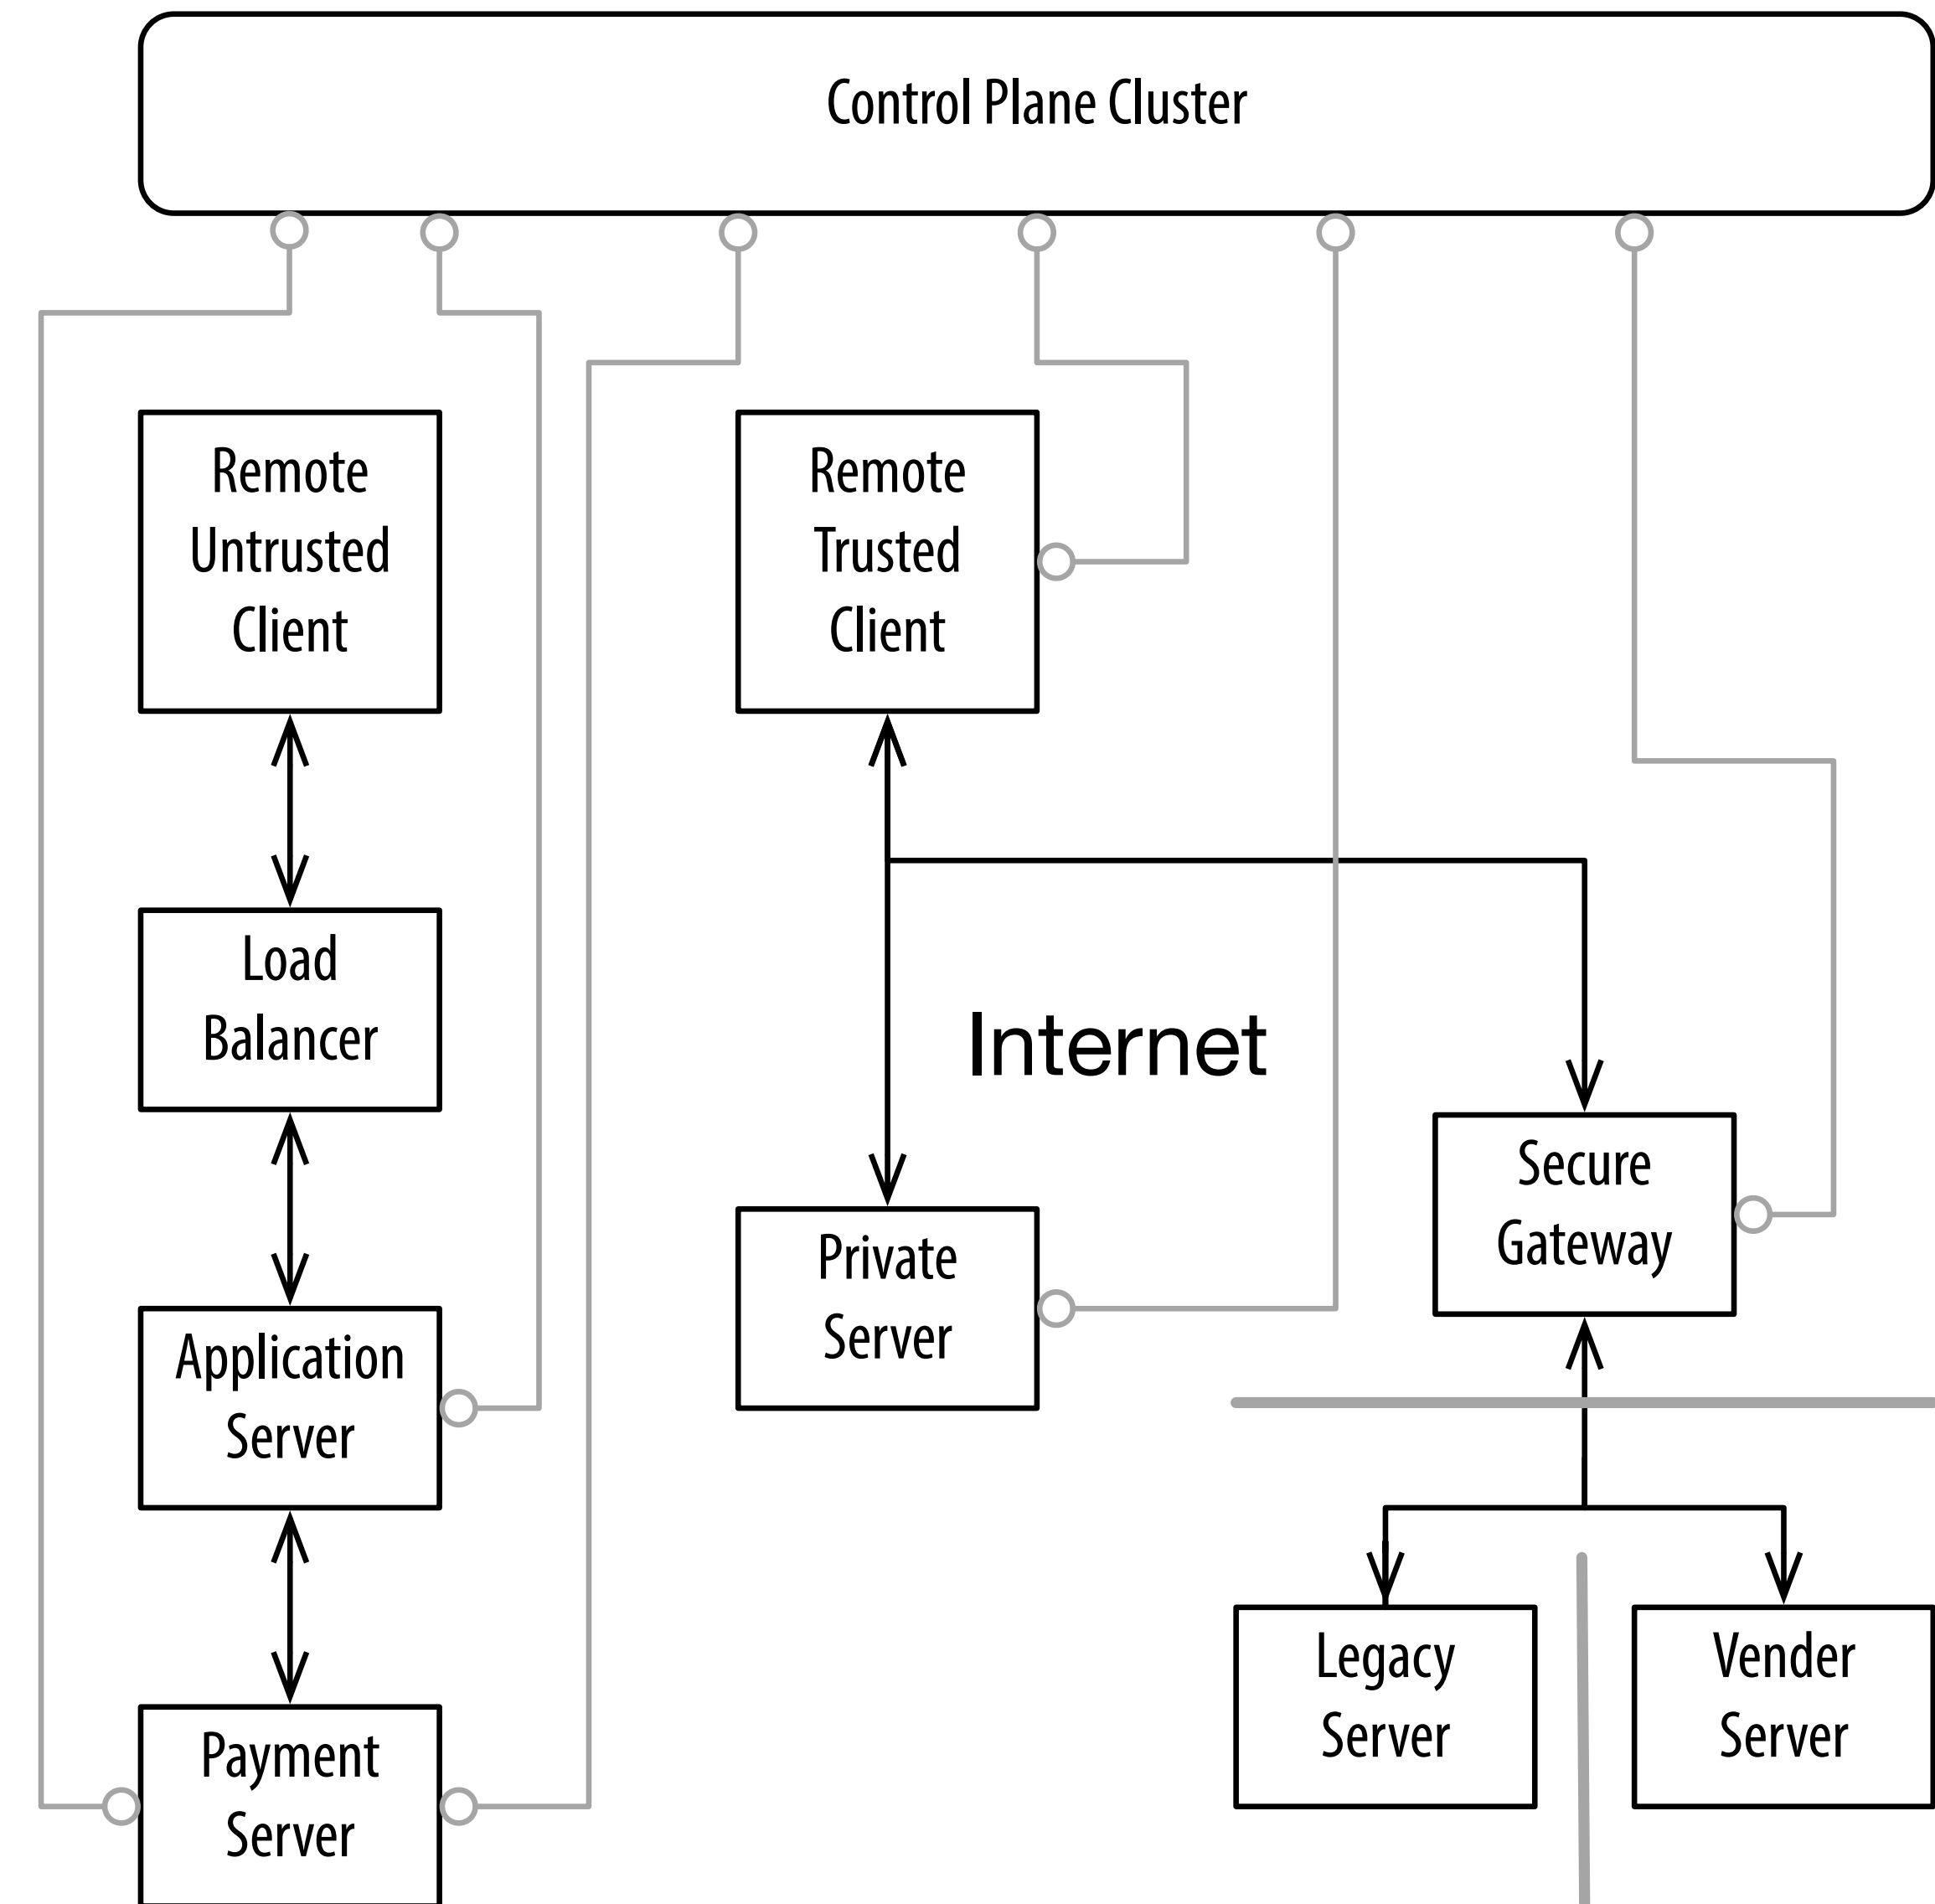 Control Plane Cluster
Remote
Untrusted
Client
Remote
Trusted
Client
Load
Balancer
Internet
Secure
Gateway
Private
Server
Application
Server
Legacy
Server
Vender
Server
Payment
Server